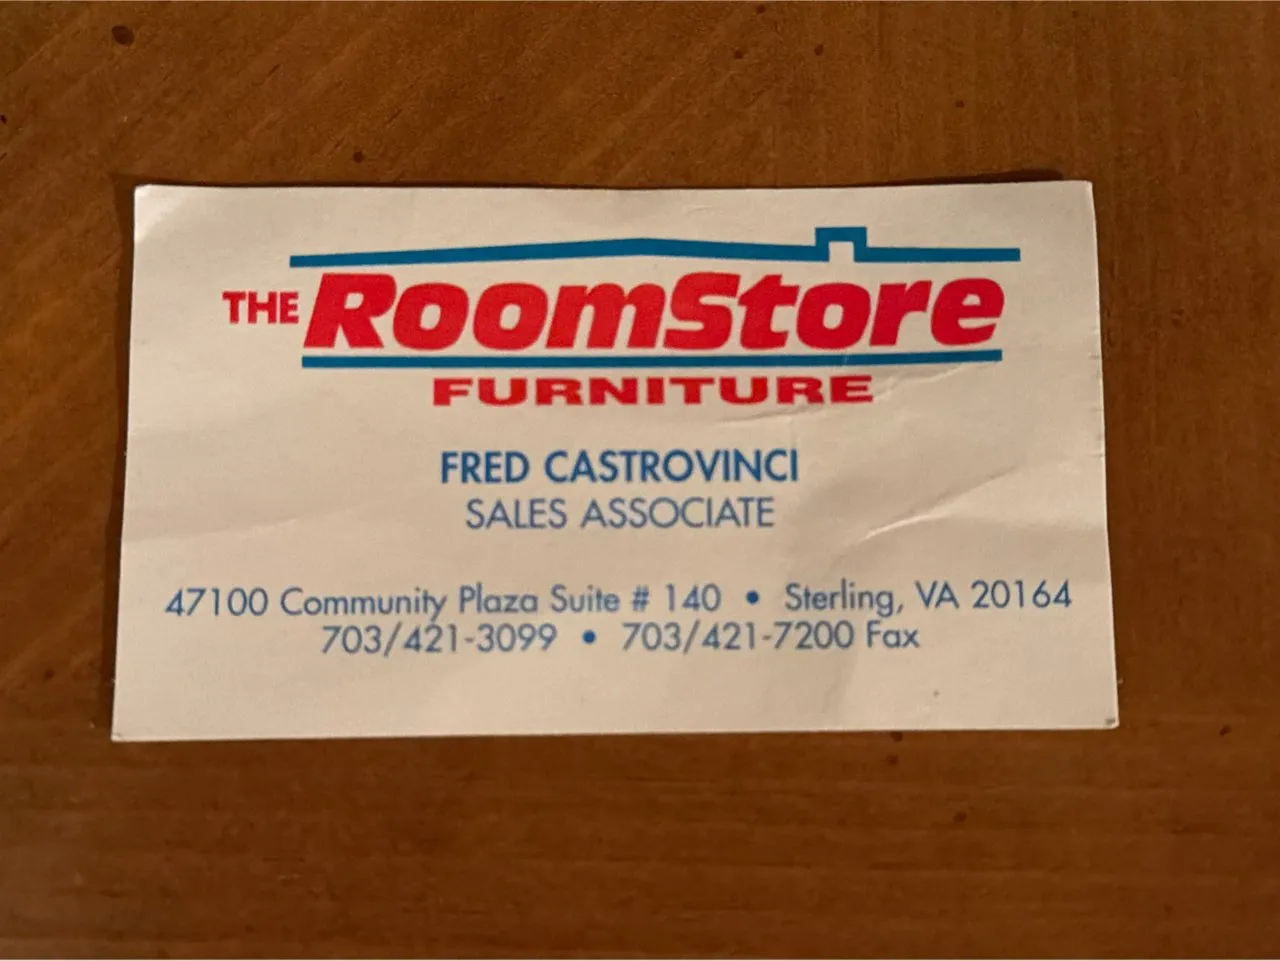 THE RoomStore
FURNITURE
FRED CASTROVINCI
SALES ASSOCIATE
47100 Community Plaza Suite # 140 • Sterling, VA 20164
703/421-3099 • 703/421-7200 Fax